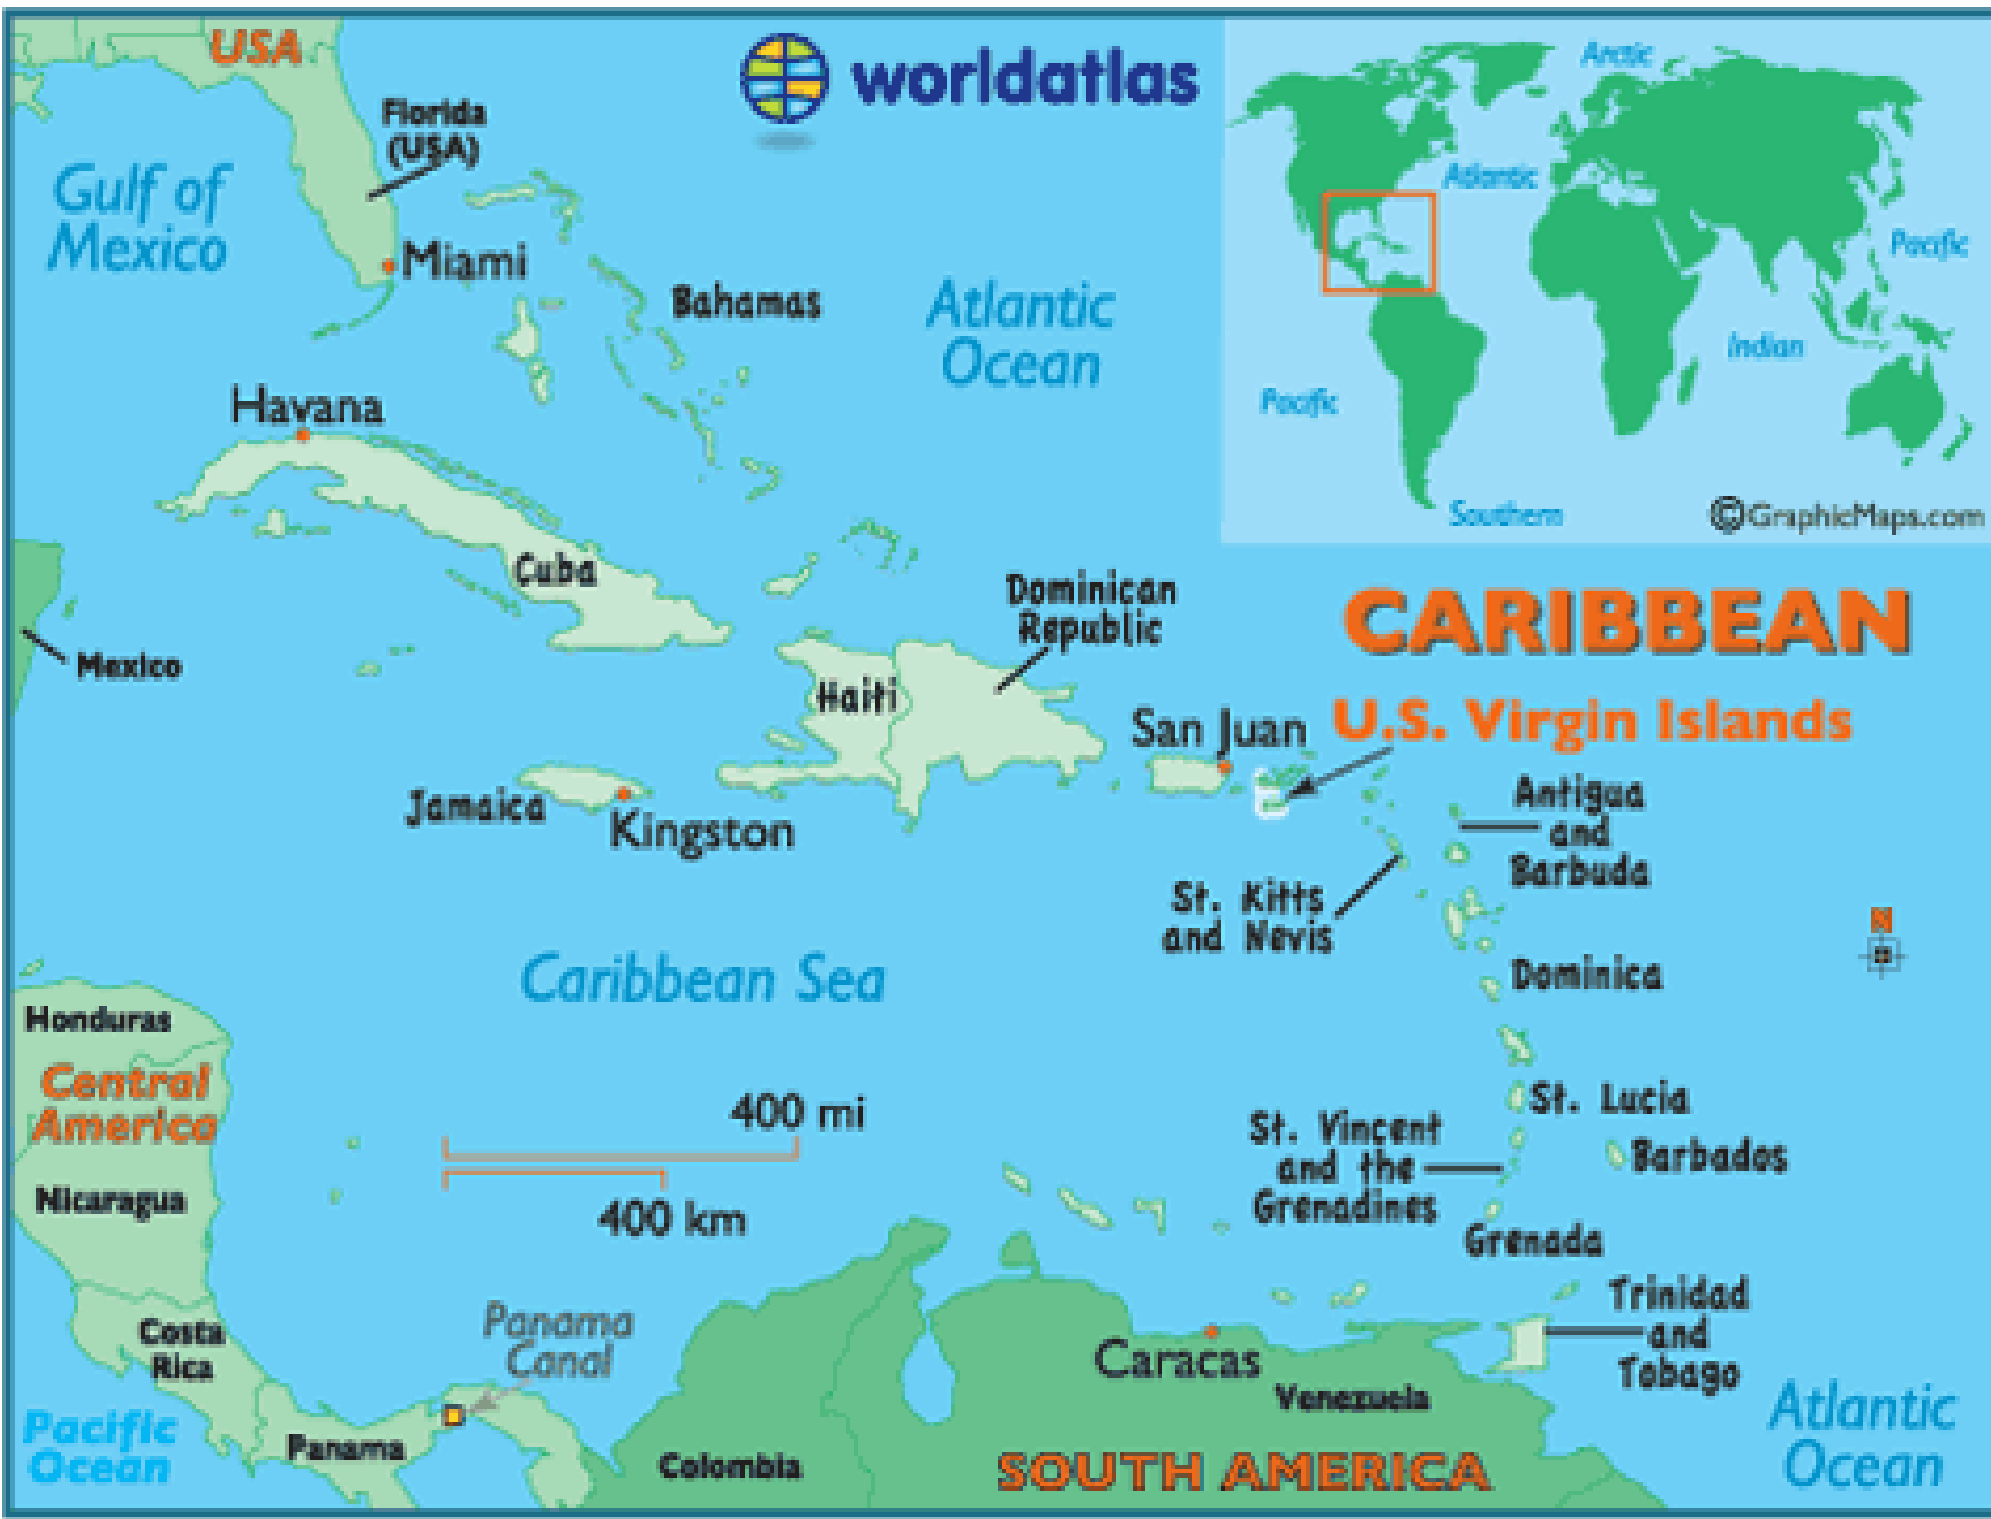 USA
worldatlas
Arctic
Florida
(USA)
Gulf of
Mexico
Atlantic
Miami
Pacific
Bahamas
Atlantic
Ocean
Indian
Havana
Pacific
Southern
©GraphicMaps.com
Cuba
Dominican
Republic
CARIBBEAN
Mexico
Haiti
San Juan
U.S. Virgin Islands
Jamaica
Kingston
Antigua
and
Barbuda
St. Kitts
and Nevis
N
Caribbean Sea
Dominica
Honduras
Central
America
400 mi
St. Lucia
St. Vincent
and the
Grenadines
Barbados
Nicaragua
400 km
Grenada
Trinidad
and
Tobago
Costa
Rica
Panama
Canal
Caracas
Venezuela
Atlantic
Ocean
Pacific
Ocean
Panama
Colombia
SOUTH AMERICA